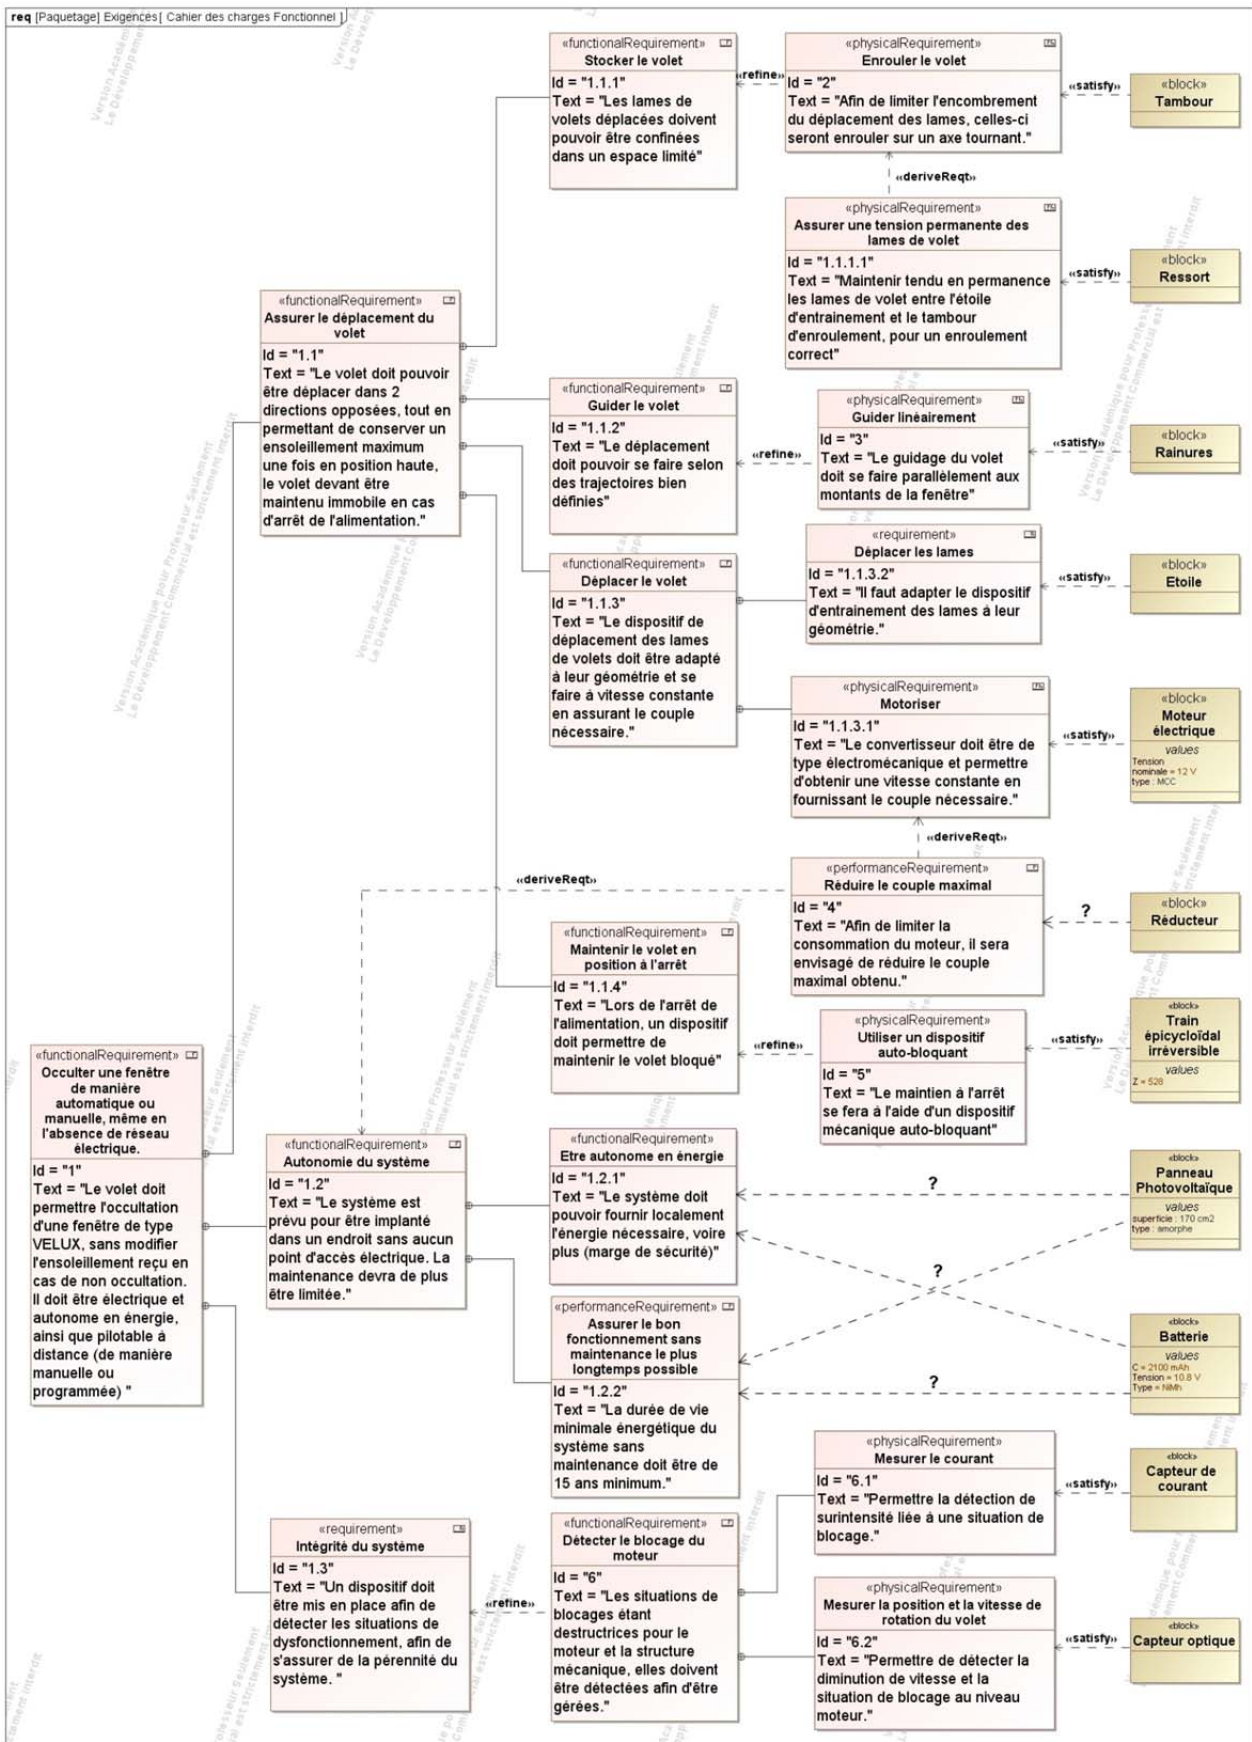 req [Paquetage] Exigences[ Cahier des charges Fonctionnel ]
«functionalRequirement»
Stocker le volet
Id = "1.1.1"
Text = "Les lames de
volets déplacées doivent
pouvoir être confinées
dans un espace limité"
«refine»
«physicalRequirement»
Enrouler le volet
Id = "2"
Text = "Afin de limiter l'encombrement
du déplacement des lames, celles-ci
seront enrouler sur un axe tournant."
«satisfy»
«block»
Tambour
«deriveReqt»
«physicalRequirement»
Assurer une tension permanente des
lames de volet
Id = "1.1.1.1"
Text = "Maintenir tendu en permanence
les lames de volet entre l'étoile
d'entrainement et le tambour
d'enroulement, pour un enroulement
correct"
«satisfy»
«block»
Ressort
«functionalRequirement»
Assurer le déplacement du
volet
Id = "1.1"
Text = "Le volet doit pouvoir
être déplacer dans 2
directions opposées, tout en
permettant de conserver un
ensoleillement maximum
une fois en position haute,
le volet devant être
maintenu immobile en cas
d'arrêt de l'alimentation."
«functionalRequirement»
Guider le volet
Id = "1.1.2"
Text = "Le déplacement
doit pouvoir se faire selon
des trajectoires bien
définies"
«refine»
«physicalRequirement»
Guider linéairement
Id = "3"
Text = "Le guidage du volet
doit se faire parallèlement aux
montants de la fenêtre"
«satisfy»
«block»
Rainures
«functionalRequirement»
Déplacer le volet
Id = "1.1.3"
Text = "Le dispositif de
déplacement des lames
de volets doit être adapté
à leur géométrie et se
faire à vitesse constante
en assurant le couple
nécessaire."
«requirement»
Déplacer les lames
Id = "1.1.3.2"
Text = "Il faut adapter le dispositif
d'entrainement des lames à leur
géométrie."
«satisfy»
«block»
Etoile
«physicalRequirement»
Motoriser
Id = "1.1.3.1"
Text = "Le convertisseur doit être de
type électromécanique et permettre
d'obtenir une vitesse constante en
fournissant le couple nécessaire."
«satisfy»
«block»
Moteur
électrique
values
Tension
nominale = 12 V
type : MCC
«deriveReqt»
«deriveReqt»
«performanceRequirement»
Réduire le couple maximal
Id = "4"
Text = "Afin de limiter la
consommation du moteur, il sera
envisagé de réduire le couple
maximal obtenu."
?
«block»
Réducteur
«functionalRequirement»
Maintenir le volet en
position à l'arrêt
Id = "1.1.4"
Text = "Lors de l'arrêt de
l'alimentation, un dispositif
doit permettre de
maintenir le volet bloqué"
«refine»
«physicalRequirement»
Utiliser un dispositif
auto-bloquant
Id = "5"
Text = "Le maintien à l'arrêt
se fera à l'aide d'un dispositif
mécanique auto-bloquant"
«satisfy»
«block»
Train
épicycloïdal
irréversible
values
Z = 528
«functionalRequirement»
Occulter une fenêtre
de manière
automatique ou
manuelle, même en
l'absence de réseau
électrique.
Id = "1"
Text = "Le volet doit
permettre l'occultation
d'une fenêtre de type
VELUX, sans modifier
l'ensoleillement reçu en
cas de non occultation.
Il doit être électrique et
autonome en énergie,
ainsi que pilotable à
distance (de manière
manuelle ou
programmée) "
«functionalRequirement»
Autonomie du système
Id = "1.2"
Text = "Le système est
prévu pour être implanté
dans un endroit sans aucun
point d'accès électrique. La
maintenance devra de plus
être limitée."
«functionalRequirement»
Etre autonome en énergie
Id = "1.2.1"
Text = "Le système doit
pouvoir fournir localement
l'énergie nécessaire, voire
plus (marge de sécurité)"
?
«block»
Panneau
Photovoltaïque
values
superficie : 170 cm2
type : amorphe
?
«performanceRequirement»
Assurer le bon
fonctionnement sans
maintenance le plus
longtemps possible
Id = "1.2.2"
Text = "La durée de vie
minimale énergétique du
système sans
maintenance doit être de
15 ans minimum."
?
«block»
Batterie
values
C = 2100 mAh
Tension = 10.8 V
Type = NiMh
«requirement»
Intégrité du système
Id = "1.3"
Text = "Un dispositif doit
être mis en place afin de
détecter les situations de
dysfonctionnement, afin de
s'assurer de la pérennité du
système. "
«refine»
«functionalRequirement»
Détecter le blocage du
moteur
Id = "6"
Text = "Les situations de
blocages étant
destructrices pour le
moteur et la structure
mécanique, elles doivent
être détectées afin d'être
gérées."
«physicalRequirement»
Mesurer le courant
Id = "6.1"
Text = "Permettre la détection de
surintensité liée à une situation de
blocage."
«satisfy»
«block»
Capteur de
courant
«physicalRequirement»
Mesurer la position et la vitesse de
rotation du volet
Id = "6.2"
Text = "Permettre de détecter la
diminution de vitesse et la
situation de blocage au niveau
moteur."
«satisfy»
«block»
Capteur optique
Version Académique pour Professeur Seulement
Le Développement Commercial est strictement interdit